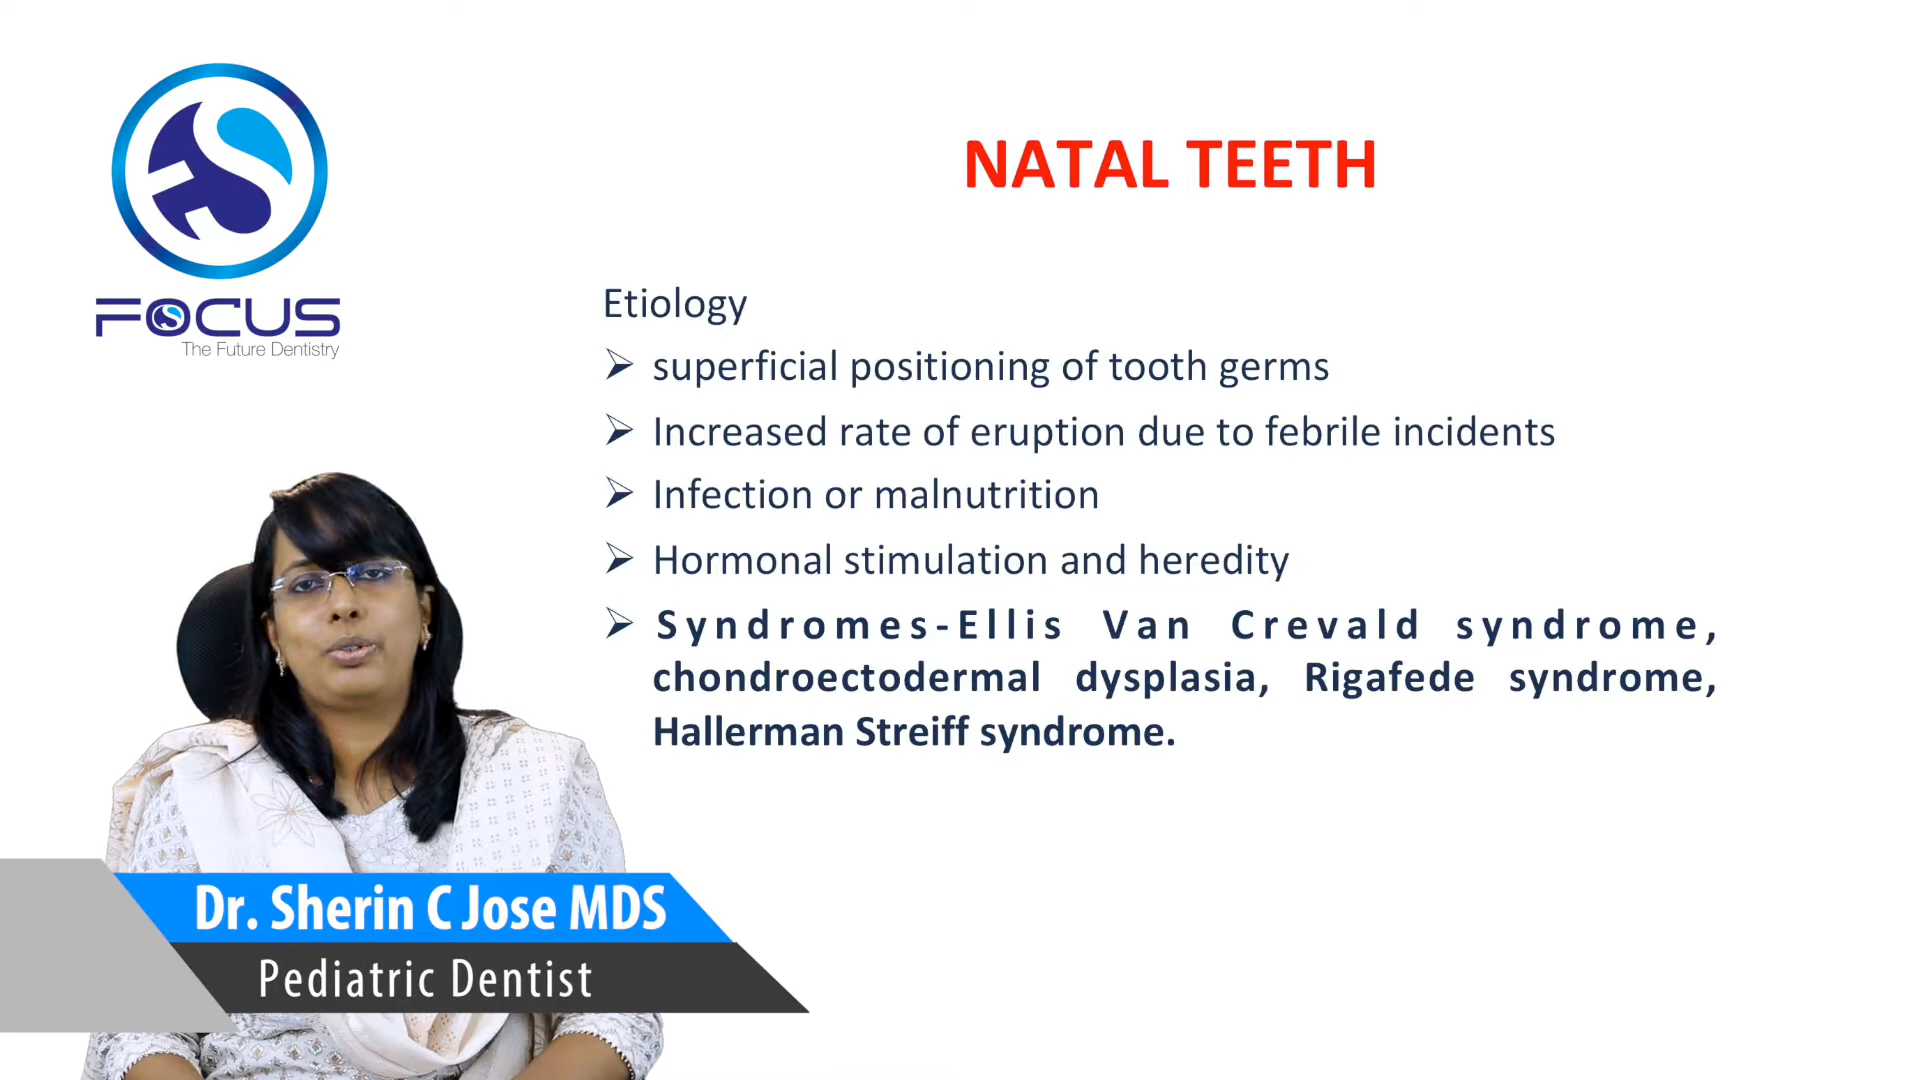 FOCUS
The Future Dentistry
NATAL TEETH
Etiology
➢ superficial positioning of tooth germs
➢ Increased rate of eruption due to febrile incidents
➢ Infection or malnutrition
➢ Hormonal stimulation and heredity
➢ Syndromes-Ellis Van Crevald syndrome,
chondroectodermal dysplasia, Rigafede syndrome,
Hallerman Streiff syndrome.
Dr. Sherin C Jose MDS
Pediatric Dentist